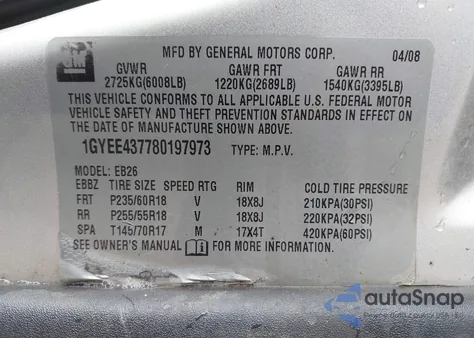 GM
MFD BY GENERAL MOTORS CORP. 04/08
GVWR GAWR FRT GAWR RR
2725KG(6008LB) 1220KG(2689LB) 1540KG(3395LB)
THIS VEHICLE CONFORMS TO ALL APPLICABLE U.S. FEDERAL MOTOR
VEHICLE SAFETY AND THEFT PREVENTION STANDARDS IN EFFECT ON
THE DATE OF MANUFACTURE SHOWN ABOVE.
1GYEE437780197973 TYPE: M.P.V.
MODEL: EB26
EBBZ TIRE SIZE SPEED RTG RIM COLD TIRE PRESSURE
FRT P235/60R18 V 18X8J 210KPA(30PSI)
RR P255/55R18 V 18X8J 220KPA(32PSI)
SPA T145/70R17 M 17X4T 420KPA(60PSI)
SEE OWNER'S MANUAL FOR MORE INFORMATION
autoSnap